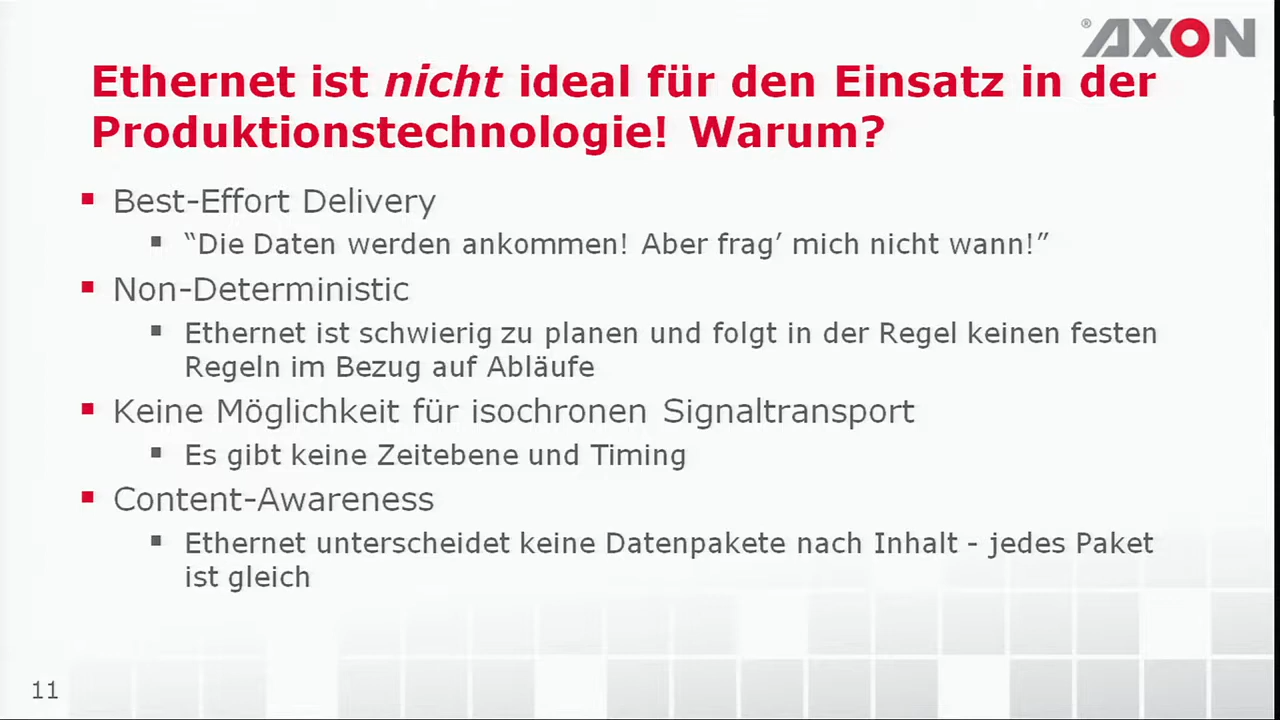 ® AXON
Ethernet ist nicht ideal für den Einsatz in der
Produktionstechnologie! Warum?
Best-Effort Delivery
“Die Daten werden ankommen! Aber frag’ mich nicht wann!”
Non-Deterministic
Ethernet ist schwierig zu planen und folgt in der Regel keinen festen
Regeln im Bezug auf Abläufe
Keine Möglichkeit für isochronen Signaltransport
Es gibt keine Zeitebene und Timing
Content-Awareness
Ethernet unterscheidet keine Datenpakete nach Inhalt - jedes Paket
ist gleich
11